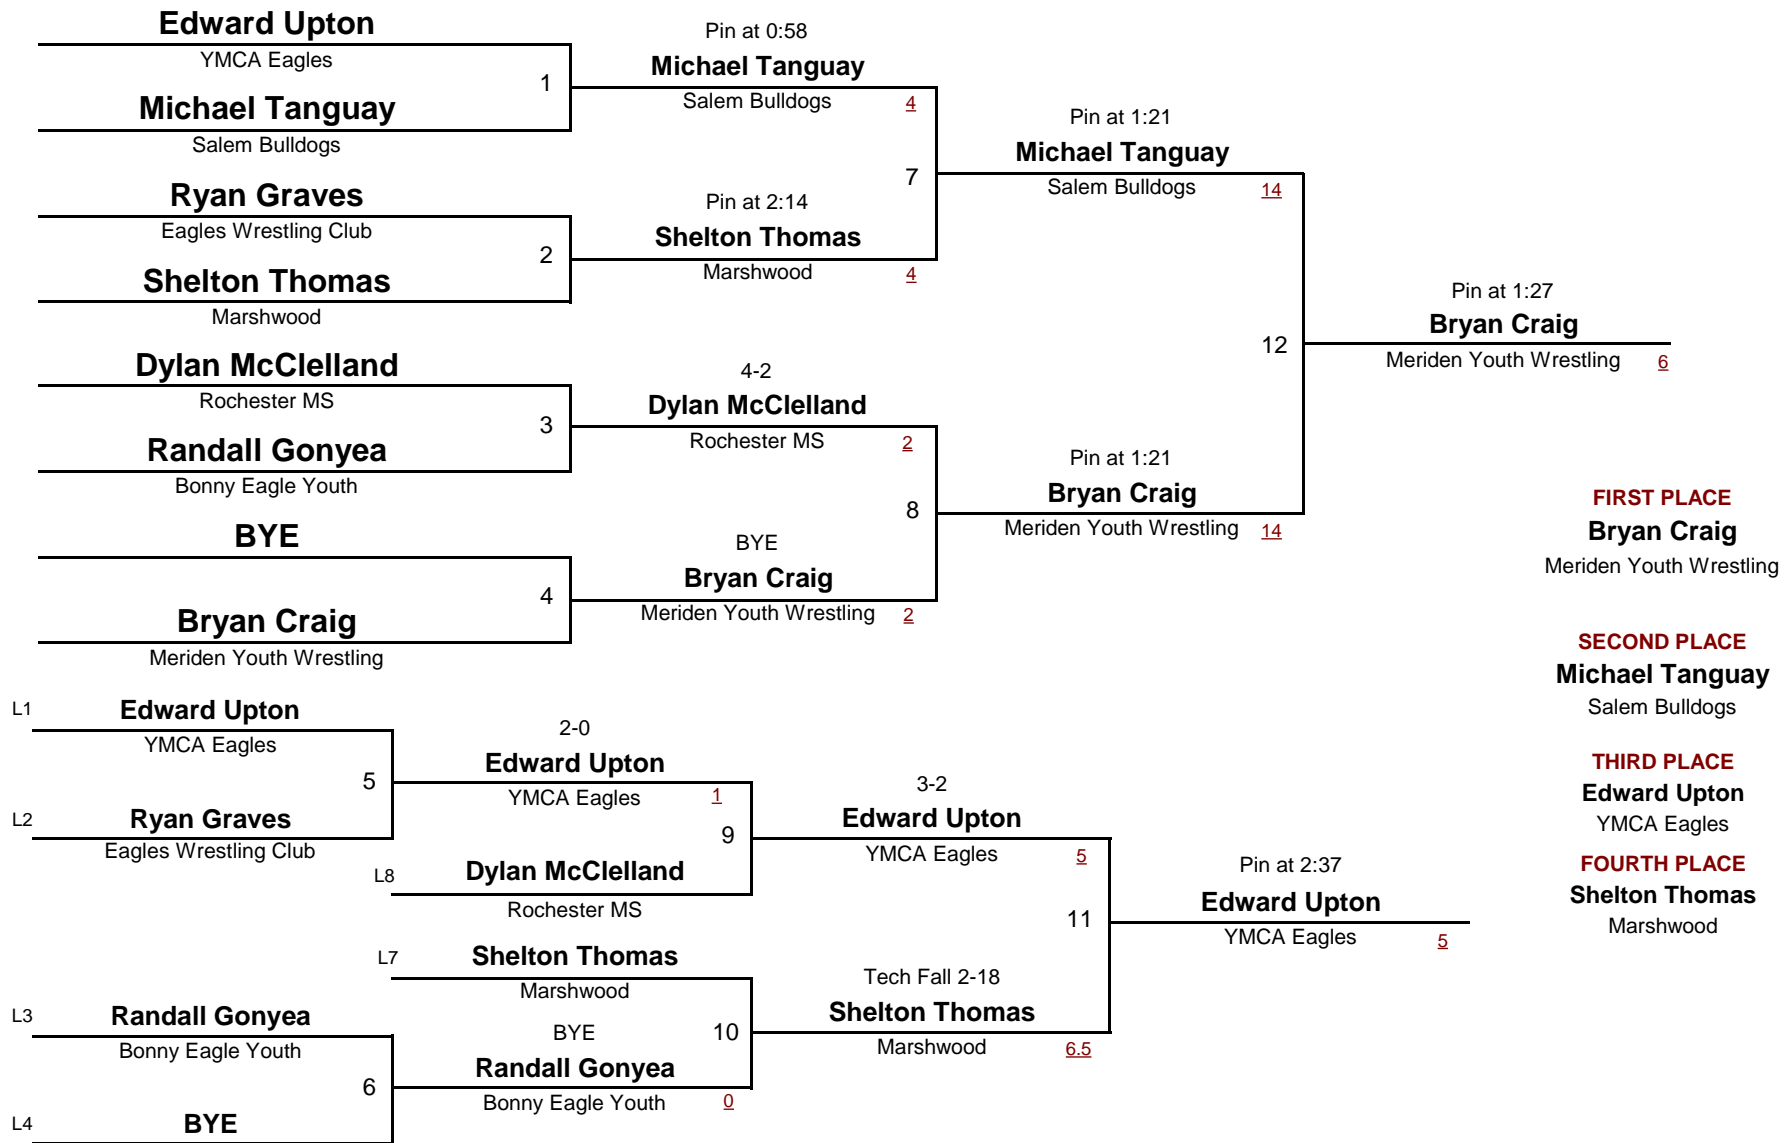 Edward Upton
YMCA Eagles
1
Michael Tanguay
Salem Bulldogs
Ryan Graves
Eagles Wrestling Club
2
Shelton Thomas
Marshwood
Dylan McClelland
Rochester MS
3
Randall Gonyea
Bonny Eagle Youth
BYE
4
Bryan Craig
Meriden Youth Wrestling
Pin at 0:58
Michael Tanguay
Salem Bulldogs 4
7
Pin at 2:14
Shelton Thomas
Marshwood 4
4-2
Dylan McClelland
Rochester MS 2
8
BYE
Bryan Craig
Meriden Youth Wrestling 2
Pin at 1:21
Michael Tanguay
Salem Bulldogs 14
12
Pin at 1:21
Bryan Craig
Meriden Youth Wrestling 14
Pin at 1:27
Bryan Craig
Meriden Youth Wrestling 6
L1 Edward Upton
YMCA Eagles
5
L2 Ryan Graves
Eagles Wrestling Club
L3 Randall Gonyea
Bonny Eagle Youth
6
L4 BYE
2-0
Edward Upton
YMCA Eagles 1
9
L8 Dylan McClelland
Rochester MS
L7 Shelton Thomas
Marshwood
10
BYE
Randall Gonyea
Bonny Eagle Youth 0
3-2
Edward Upton
YMCA Eagles 5
11
Tech Fall 2-18
Shelton Thomas
Marshwood 6.5
Pin at 2:37
Edward Upton
YMCA Eagles 5
FIRST PLACE
Bryan Craig
Meriden Youth Wrestling
SECOND PLACE
Michael Tanguay
Salem Bulldogs
THIRD PLACE
Edward Upton
YMCA Eagles
FOURTH PLACE
Shelton Thomas
Marshwood